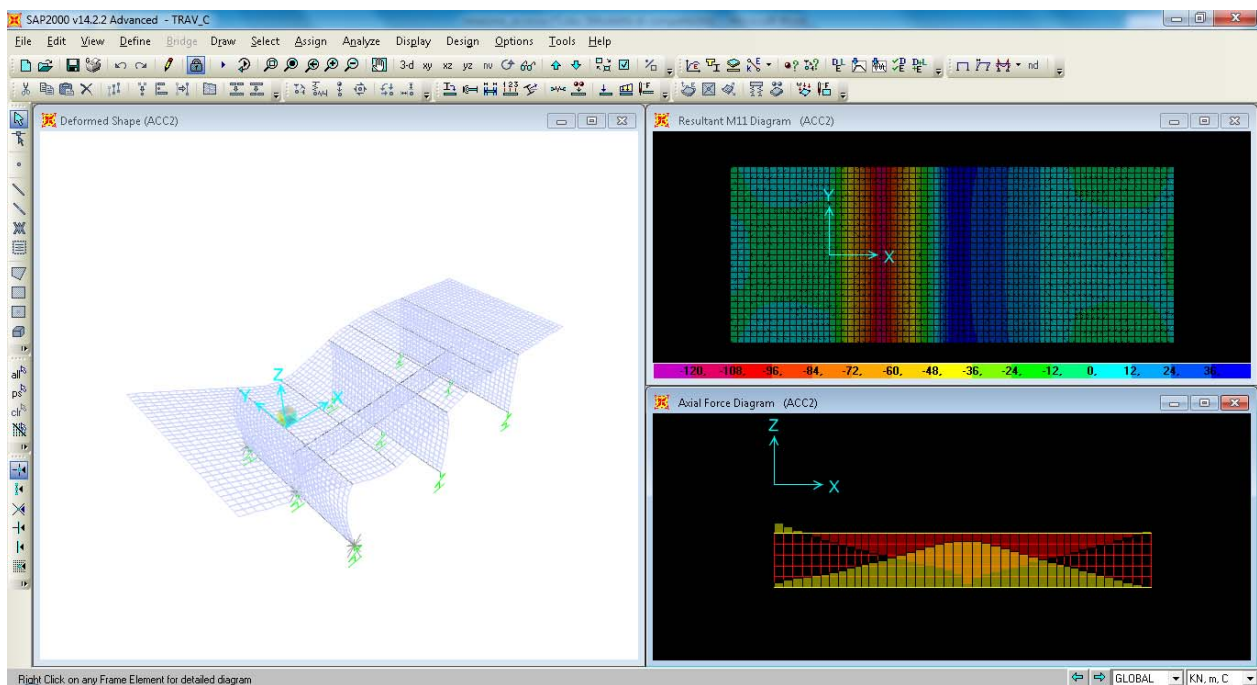 SAP2000 v14.2.2 Advanced - TRAV_C
File Edit View Define Bridge Draw Select Assign Analyze Display Design Options Tools Help
3-d xy xz yz nv
nd
all
ps
clr
Deformed Shape (ACC2)
Z
Y
X
Resultant M11 Diagram (ACC2)
Y
X
-120, -108, -96, -84, -72, -60, -48, -36, -24, -12, 0, 12, 24, 36,
Axial Force Diagram (ACC2)
Z
X
Right Click on any Frame Element for detailed diagram
GLOBAL
KN, m, C